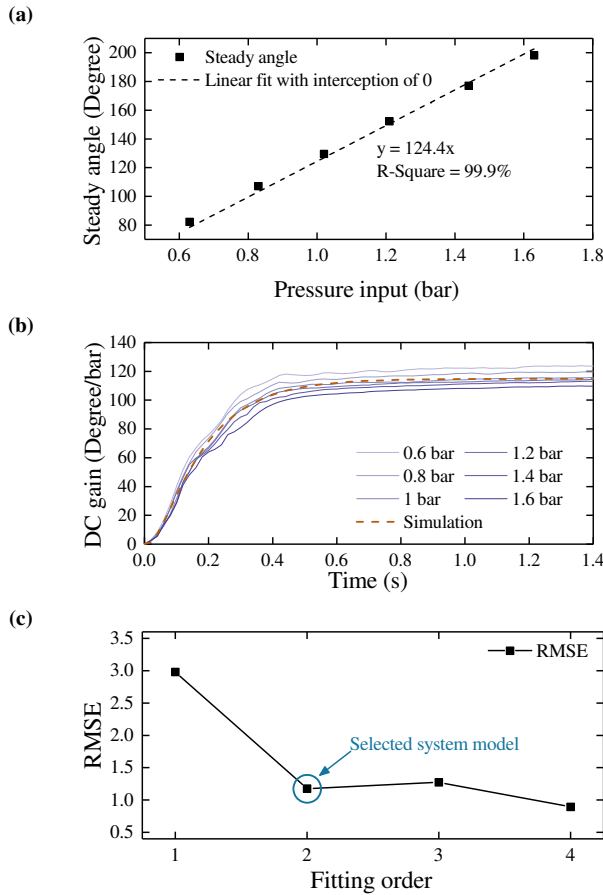 (a)
200
180
160
140
120
100
80
Steady angle (Degree)
Steady angle
Linear fit with interception of 0
y = 124.4x
R-Square = 99.9%
0.6 0.8 1.0 1.2 1.4 1.6 1.8
Pressure input (bar)
(b)
140
120
100
80
60
40
20
0
DC gain (Degree/bar)
0.6 bar 1.2 bar
0.8 bar 1.4 bar
1 bar 1.6 bar
Simulation
0.0 0.2 0.4 0.6 0.8 1.0 1.2 1.4
Time (s)
(c)
3.5
3.0
2.5
2.0
1.5
1.0
0.5
RMSE
RMSE
Selected system model
1 2 3 4
Fitting order